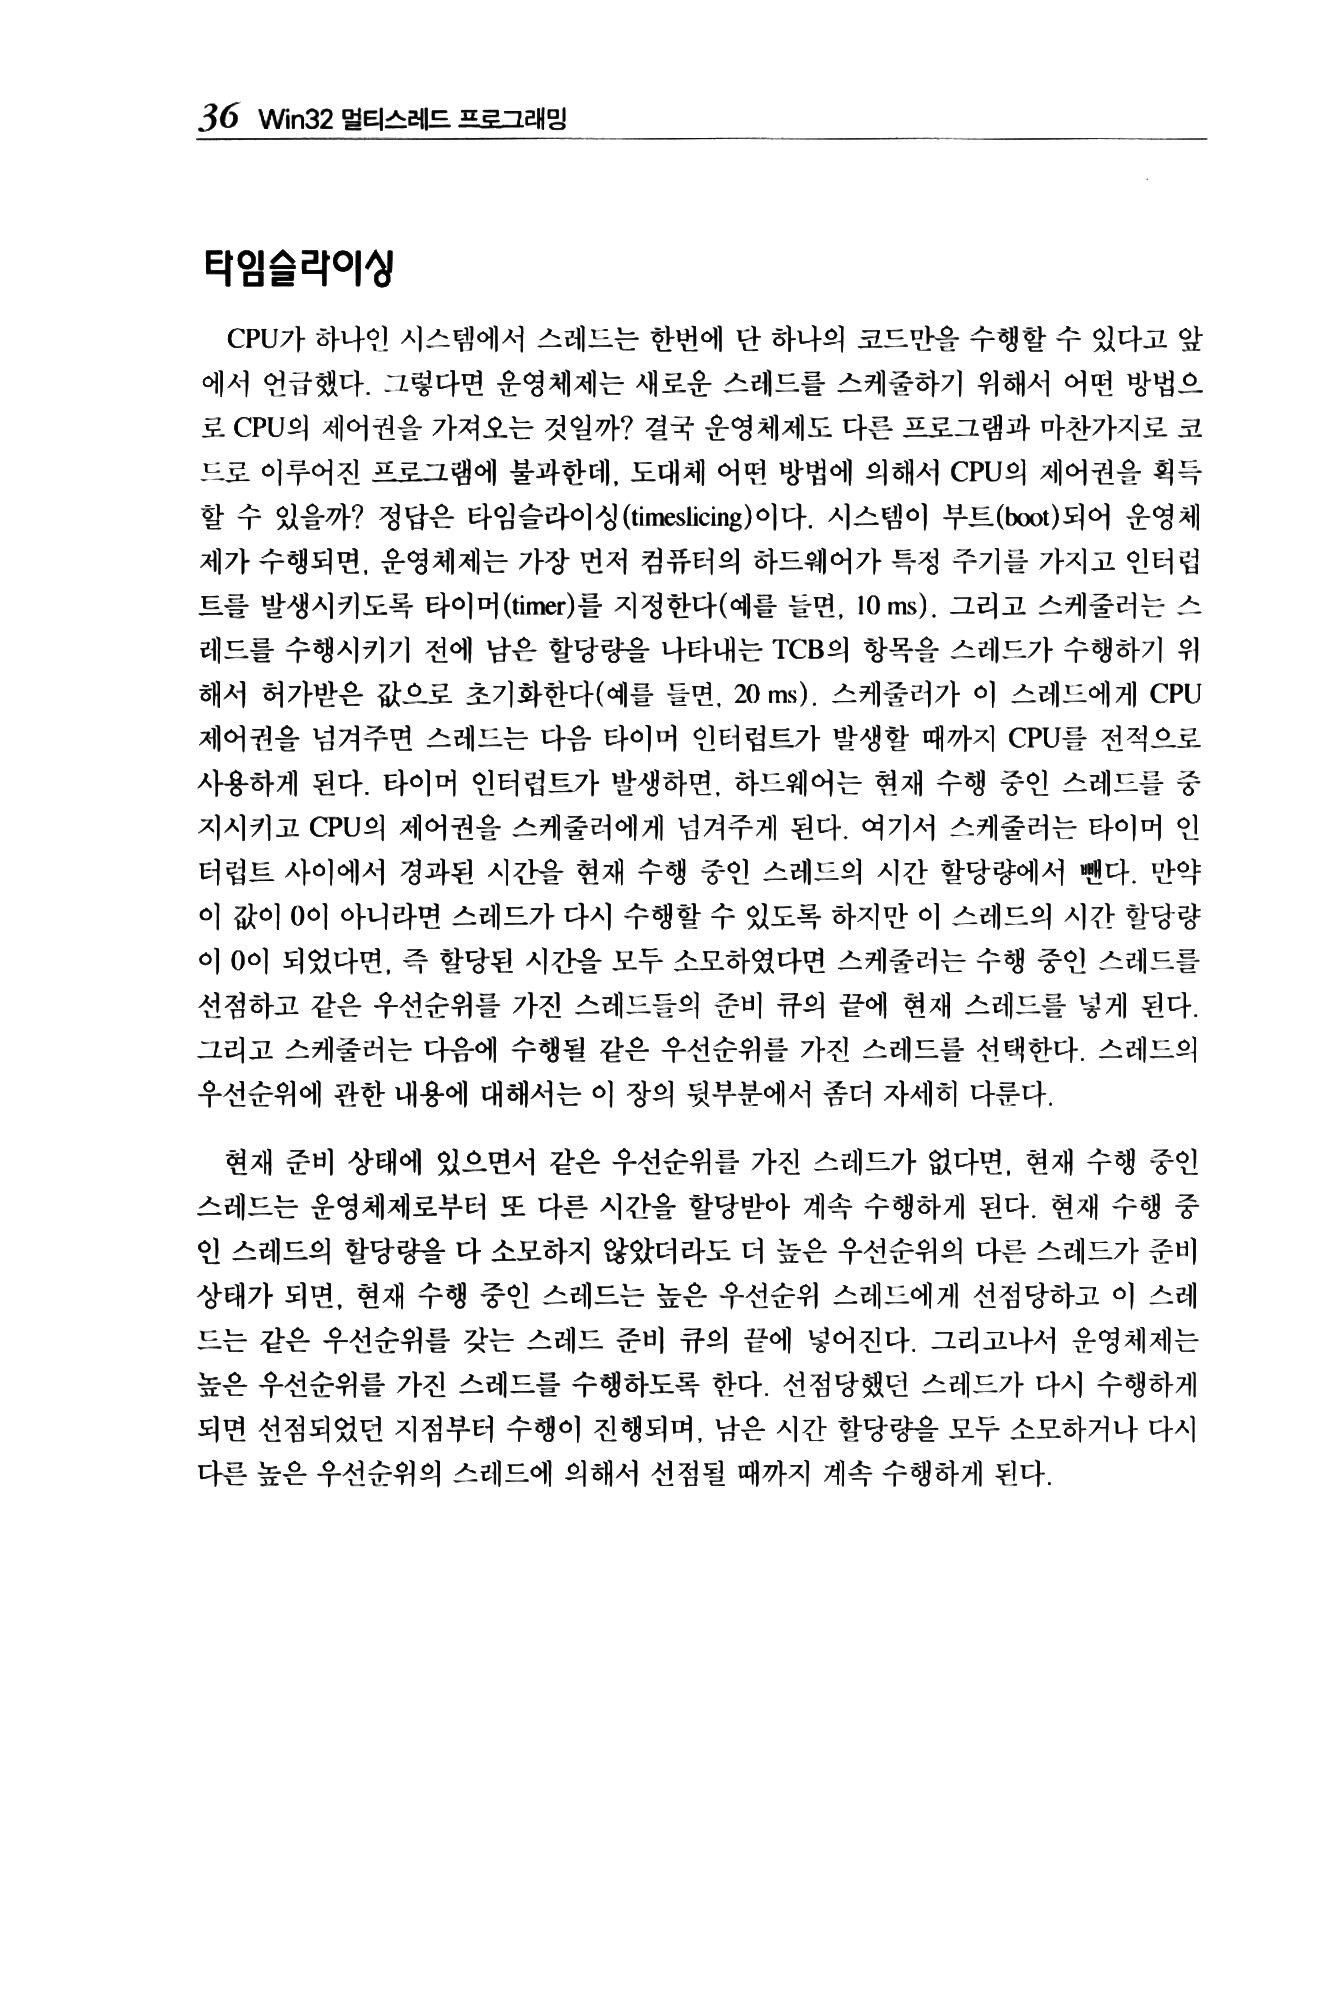 36 Win32 멀티스레드 프로그래밍
타임슬라이싱
CPU가 하나인 시스템에서 스레드는 한번에 단 하나의 코드만을 수행할 수 있다고 앞
에서 언급했다. 그렇다면 운영체제는 새로운 스레드를 스케줄하기 위해서 어떤 방법으
로 CPU의 제어권을 가져오는 것일까? 결국 운영체제도 다른 프로그램과 마찬가지로 코
드로 이루어진 프로그램에 불과한데, 도대체 어떤 방법에 의해서 CPU의 제어권을 획득
할 수 있을까? 정답은 타임슬라이싱(timeslicing)이다. 시스템이 부트(boot)되어 운영체
제가 수행되면, 운영체제는 가장 먼저 컴퓨터의 하드웨어가 특정 주기를 가지고 인터럽
트를 발생시키도록 타이머(timer)를 지정한다(예를 들면, 10 ms). 그리고 스케줄러는 스
레드를 수행시키기 전에 남은 할당량을 나타내는 TCB의 항목을 스레드가 수행하기 위
해서 허가받은 값으로 초기화한다(예를 들면, 20 ms). 스케줄러가 이 스레드에게 CPU
제어권을 넘겨주면 스레드는 다음 타이머 인터럽트가 발생할 때까지 CPU를 전적으로
사용하게 된다. 타이머 인터럽트가 발생하면, 하드웨어는 현재 수행 중인 스레드를 중
지시키고 CPU의 제어권을 스케줄러에게 넘겨주게 된다. 여기서 스케줄러는 타이머 인
터럽트 사이에서 경과된 시간을 현재 수행 중인 스레드의 시간 할당량에서 뺀다. 만약
이 값이 0이 아니라면 스레드가 다시 수행할 수 있도록 하지만 이 스레드의 시간 할당량
이 0이 되었다면, 즉 할당된 시간을 모두 소모하였다면 스케줄러는 수행 중인 스레드를
선점하고 같은 우선순위를 가진 스레드들의 준비 큐의 끝에 현재 스레드를 넣게 된다.
그리고 스케줄러는 다음에 수행될 같은 우선순위를 가진 스레드를 선택한다. 스레드의
우선순위에 관한 내용에 대해서는 이 장의 뒷부분에서 좀더 자세히 다룬다.
현재 준비 상태에 있으면서 같은 우선순위를 가진 스레드가 없다면, 현재 수행 중인
스레드는 운영체제로부터 또 다른 시간을 할당받아 계속 수행하게 된다. 현재 수행 중
인 스레드의 할당량을 다 소모하지 않았더라도 더 높은 우선순위의 다른 스레드가 준비
상태가 되면, 현재 수행 중인 스레드는 높은 우선순위 스레드에게 선점당하고 이 스레
드는 같은 우선순위를 갖는 스레드 준비 큐의 끝에 넣어진다. 그리고나서 운영체제는
높은 우선순위를 가진 스레드를 수행하도록 한다. 선점당했던 스레드가 다시 수행하게
되면 선점되었던 지점부터 수행이 진행되며, 남은 시간 할당량을 모두 소모하거나 다시
다른 높은 우선순위의 스레드에 의해서 선점될 때까지 계속 수행하게 된다.